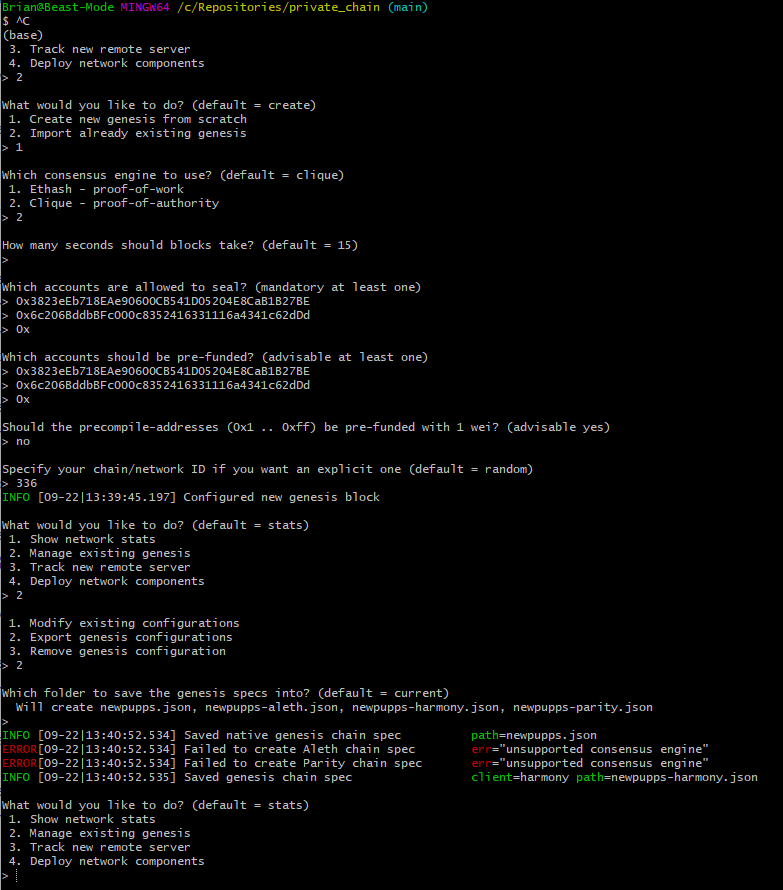 Brian@Beast-Mode MINGW64 /c/Repositories/private_chain (main)
$ ^C
(base)
 3. Track new remote server
 4. Deploy network components
> 2

What would you like to do? (default = create)
 1. Create new genesis from scratch
 2. Import already existing genesis
> 1

Which consensus engine to use? (default = clique)
 1. Ethash - proof-of-work
 2. Clique - proof-of-authority
> 2

How many seconds should blocks take? (default = 15)
>

Which accounts are allowed to seal? (mandatory at least one)
> 0x3823eEb718EAe90600CB541D05204E8CaB1B27BE
> 0x6c206BddbBFc000c8352416331116a4341c62dDd
> 0x

Which accounts should be pre-funded? (advisable at least one)
> 0x3823eEb718EAe90600CB541D05204E8CaB1B27BE
> 0x6c206BddbBFc000c8352416331116a4341c62dDd
> 0x

Should the precompile-addresses (0x1 .. 0xff) be pre-funded with 1 wei? (advisable yes)
> no

Specify your chain/network ID if you want an explicit one (default = random)
> 336
INFO [09-22|13:39:45.197] Configured new genesis block

What would you like to do? (default = stats)
 1. Show network stats
 2. Manage existing genesis
 3. Track new remote server
 4. Deploy network components
> 2

 1. Modify existing configurations
 2. Export genesis configurations
 3. Remove genesis configuration
> 2

Which folder to save the genesis specs into? (default = current)
  Will create newpupps.json, newpupps-aleth.json, newpupps-harmony.json, newpupps-parity.json
>
INFO [09-22|13:40:52.534] Saved native genesis chain spec          path=newpupps.json
ERROR[09-22|13:40:52.534] Failed to create Aleth chain spec        err="unsupported consensus engine"
ERROR[09-22|13:40:52.534] Failed to create Parity chain spec       err="unsupported consensus engine"
INFO [09-22|13:40:52.535] Saved genesis chain spec                 client=harmony path=newpupps-harmony.json

What would you like to do? (default = stats)
 1. Show network stats
 2. Manage existing genesis
 3. Track new remote server
 4. Deploy network components
>